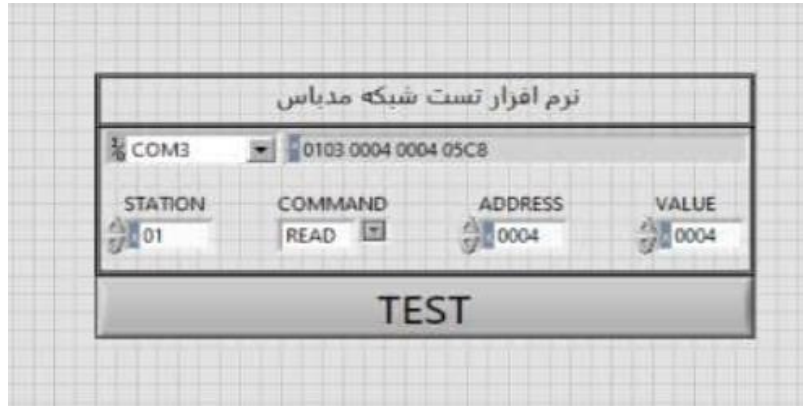 نرم افزار تست شبکه مدباس
COM3 0103 0004 0004 05C8
STATION COMMAND ADDRESS VALUE
01 READ 0004 0004
TEST